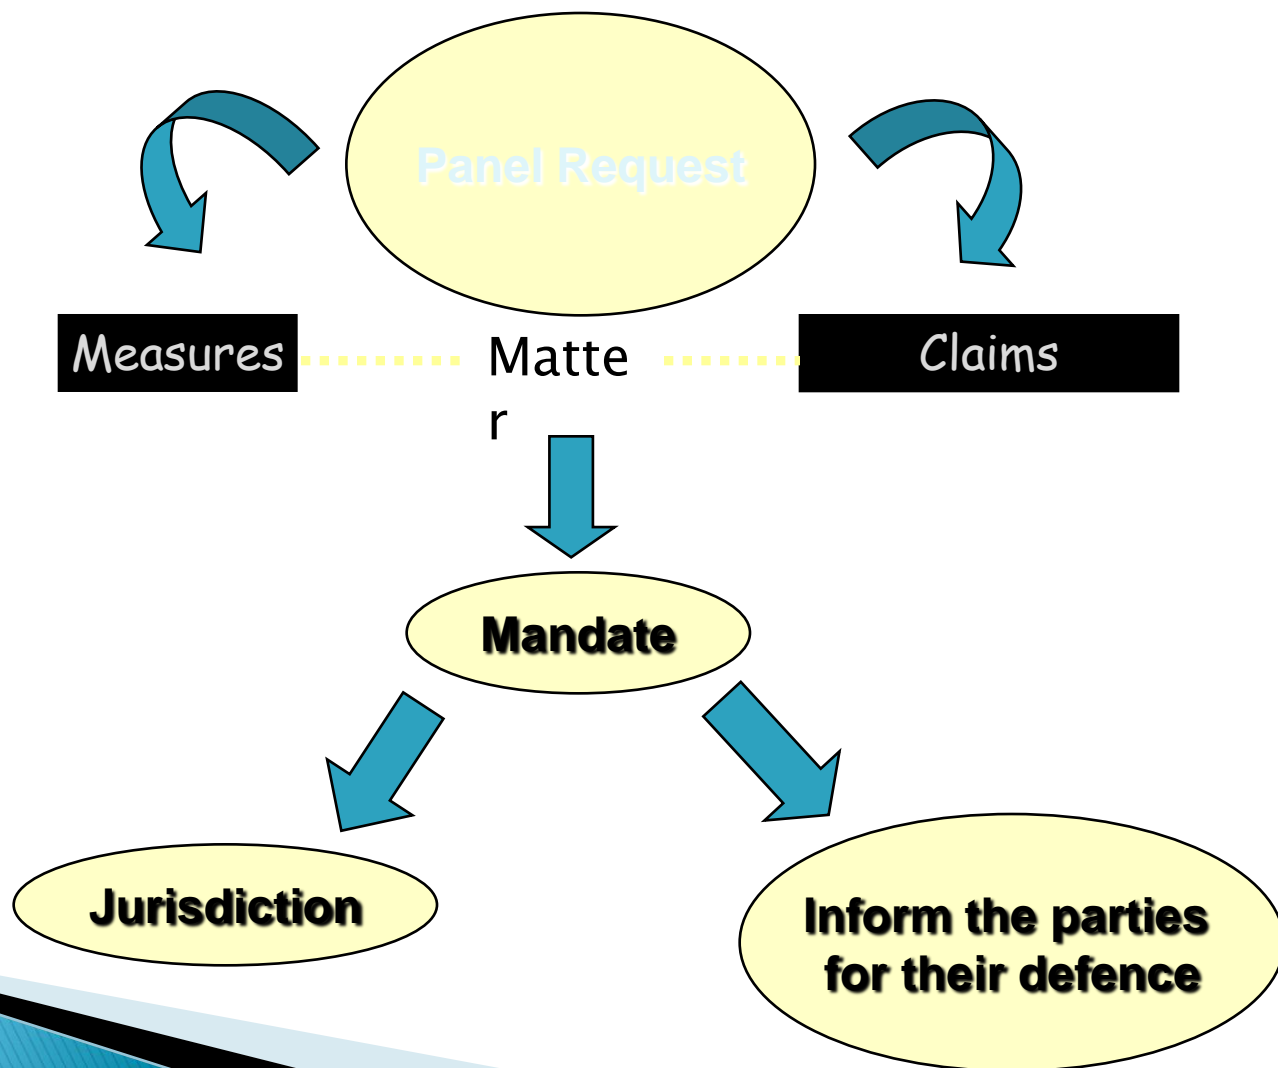 Panel Request
Measures
Matte
r
Claims
Mandate
Jurisdiction
Inform the parties
for their defence